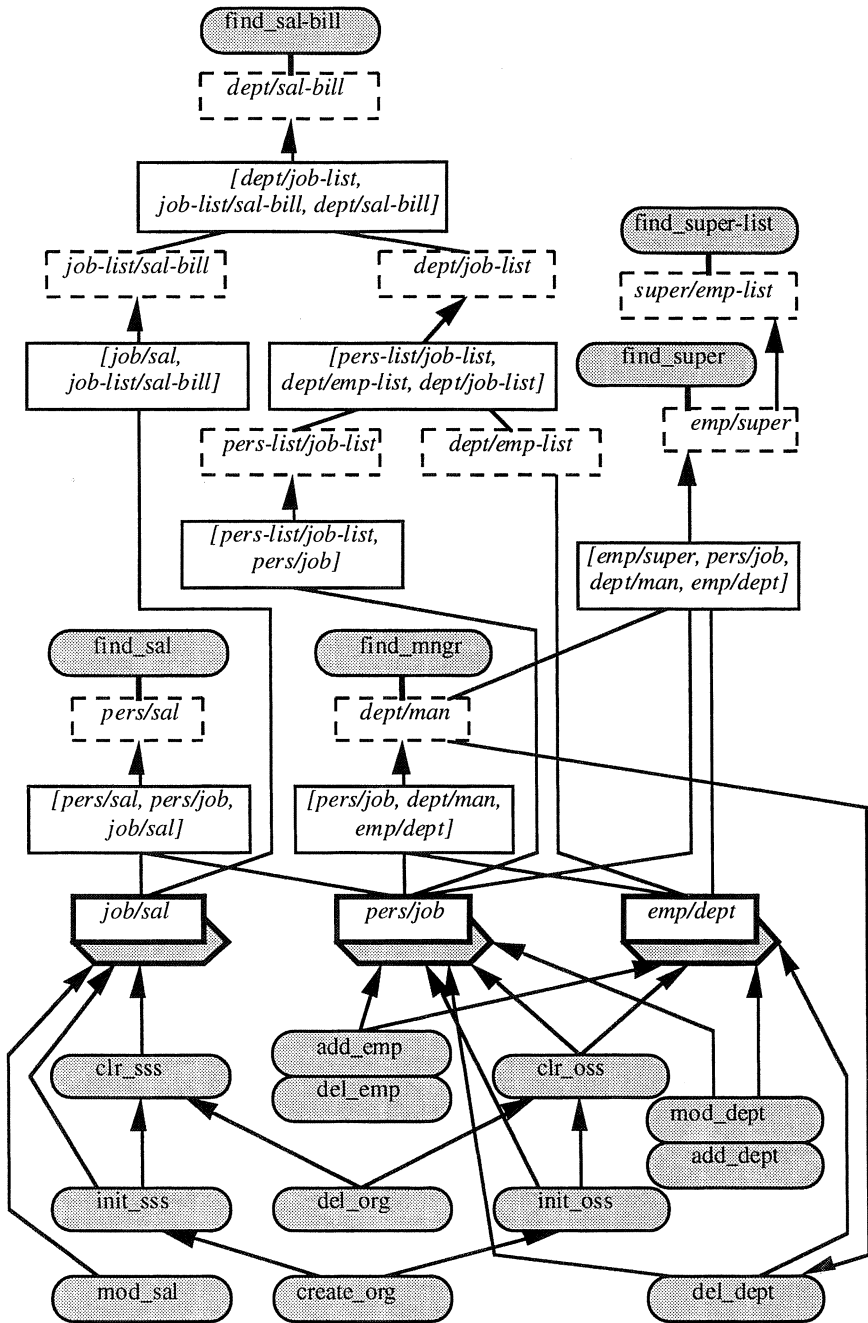 find_sal-bill
dept/sal-bill
[dept/job-list,
job-list/sal-bill, dept/sal-bill]
find_super-list
job-list/sal-bill
dept/job-list
super/emp-list
[job/sal,
job-list/sal-bill]
[pers-list/job-list,
dept/emp-list, dept/job-list]
find_super
pers-list/job-list
dept/emp-list
emp/super
[pers-list/job-list,
pers/job]
[emp/super, pers/job,
dept/man, emp/dept]
find_sal
find_mngr
pers/sal
dept/man
[pers/sal, pers/job,
job/sal]
[pers/job, dept/man,
emp/dept]
job/sal
pers/job
emp/dept
add_emp
clr_sss
clr_oss
del_emp
mod_dept
add_dept
init_sss
del_org
init_oss
mod_sal
create_org
del_dept